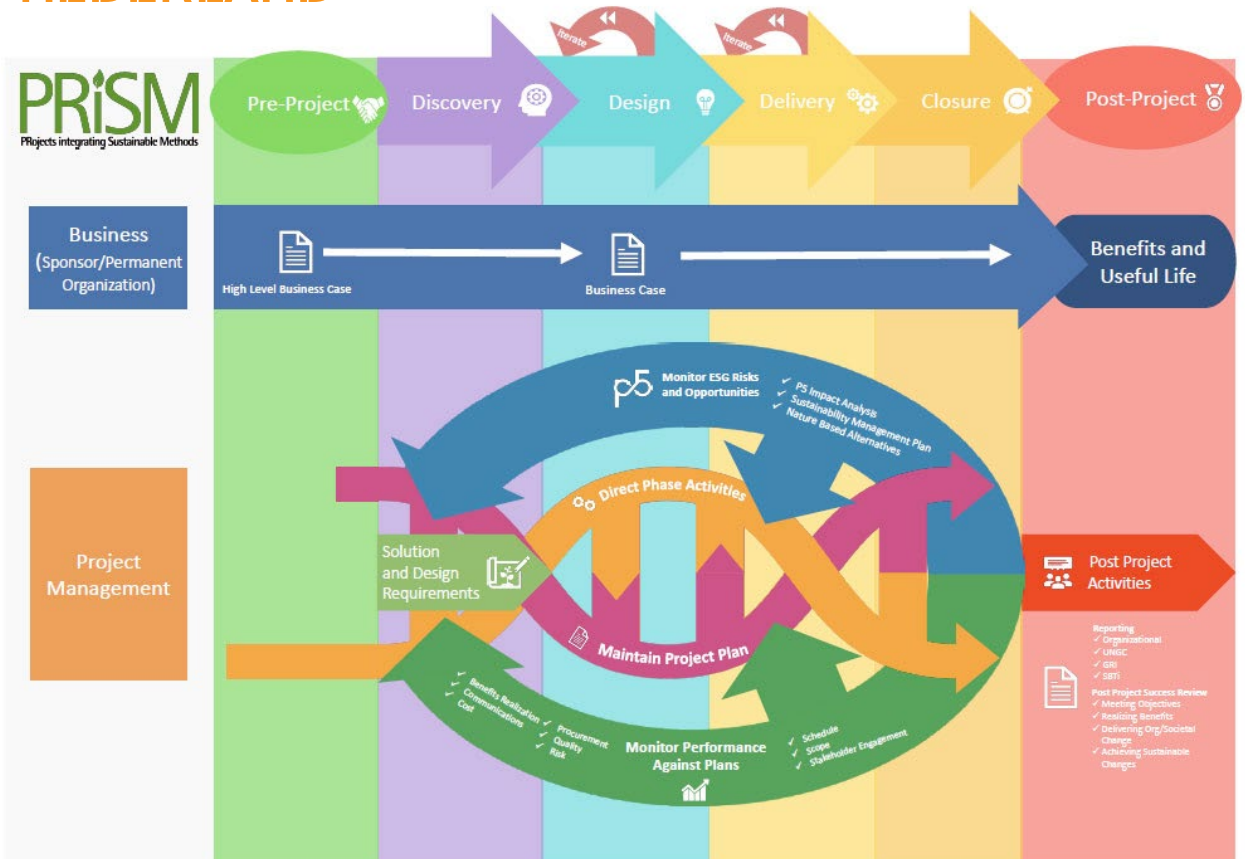 Iterate
Iterate
PRiSM
PRojects integrating Sustainable Methods
Pre-Project
Discovery
Design
Delivery
Closure
Post-Project
Business
(Sponsor/Permanent
Organization)
High Level Business Case
Business Case
Benefits and
Useful Life
p5
Monitor ESG Risks
and Opportunities
✓ P5 Impact Analysis
✓ Sustainability Management Plan
✓ Nature Based Alternatives
Direct Phase Activities
Project
Management
Solution
and Design
Requirements
Maintain Project Plan
Post Project
Activities
✓ Benefits Realization
✓ Communications
✓ Cost
✓ Procurement
✓ Quality
✓ Risk
Monitor Performance
Against Plans
✓ Schedule
✓ Scope
✓ Stakeholder Engagement
Reporting
✓ Organizational
✓ UNGC
✓ GRI
✓ SBTi
Post Project Success Review
✓ Meeting Objectives
✓ Realizing Benefits
✓ Delivering Org/Societal
Change
✓ Achieving Sustainable
Changes